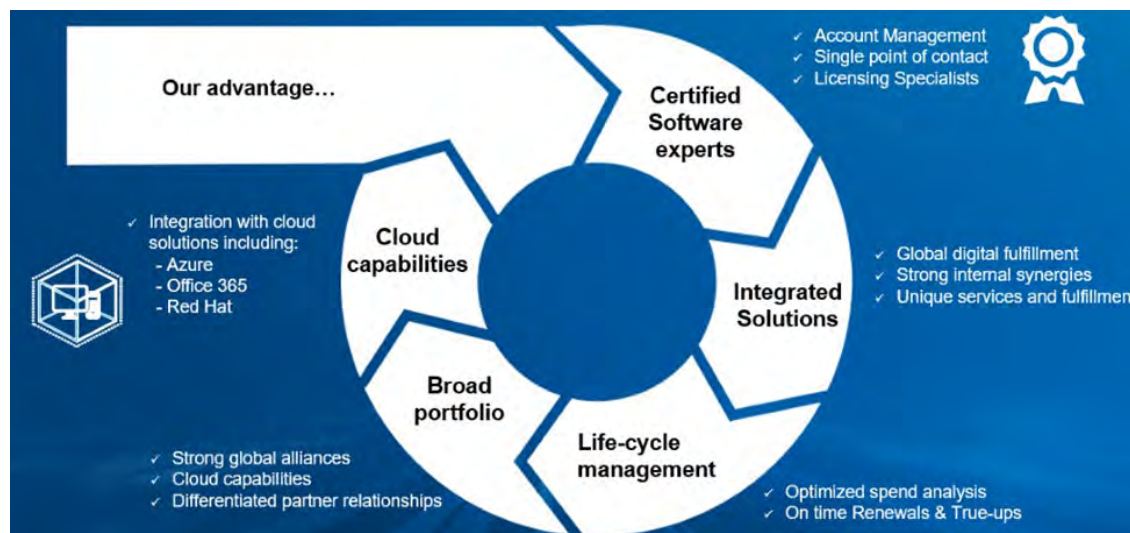 Our advantage…
Certified
Software
experts
✓ Account Management
✓ Single point of contact
✓ Licensing Specialists
Integrated
Solutions
✓ Global digital fulfillment
✓ Strong internal synergies
✓ Unique services and fulfillment
Life-cycle
management
✓ Optimized spend analysis
✓ On time Renewals & True-ups
Broad
portfolio
✓ Strong global alliances
✓ Cloud capabilities
✓ Differentiated partner relationships
Cloud
capabilities
✓ Integration with cloud
solutions including:
- Azure
- Office 365
- Red Hat